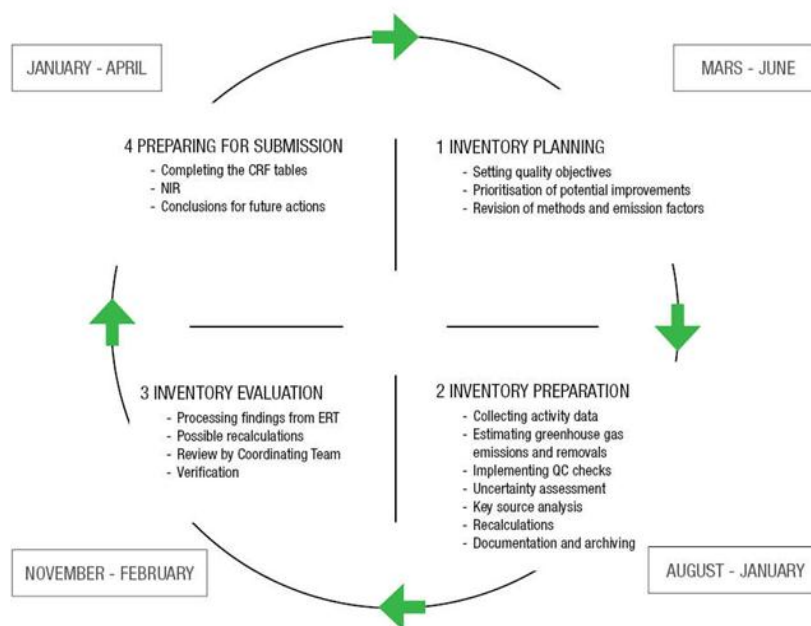 JANUARY - APRIL
MARS - JUNE
4 PREPARING FOR SUBMISSION
- Completing the CRF tables
- NIR
- Conclusions for future actions
1 INVENTORY PLANNING
- Setting quality objectives
- Prioritisation of potential improvements
- Revision of methods and emission factors
3 INVENTORY EVALUATION
- Processing findings from ERT
- Possible recalculations
- Review by Coordinating Team
- Verification
2 INVENTORY PREPARATION
- Collecting activity data
- Estimating greenhouse gas
emissions and removals
- Implementing QC checks
- Uncertainty assessment
- Key source analysis
- Recalculations
- Documentation and archiving
NOVEMBER - FEBRUARY
AUGUST - JANUARY